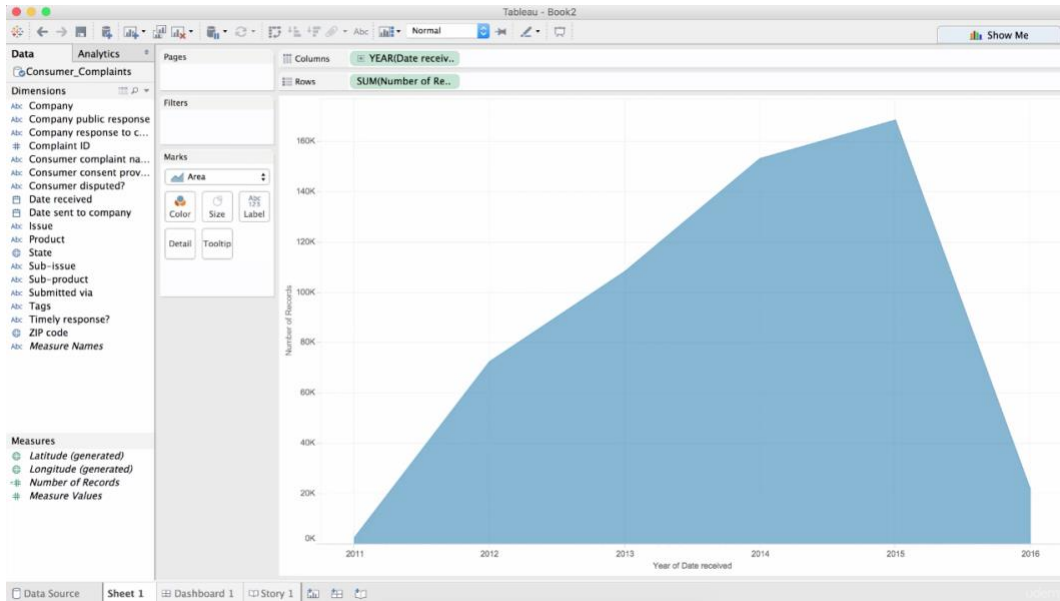 Tableau - Book2
Abc
Normal
Show Me
Data
Analytics
Consumer_Complaints
Dimensions
Abc Company
Abc Company public response
Abc Company response to c...
# Complaint ID
Abc Consumer complaint na...
Abc Consumer consent prov...
Abc Consumer disputed?
Date received
Date sent to company
Abc Issue
Abc Product
State
Abc Sub-issue
Abc Sub-product
Abc Submitted via
Abc Tags
Abc Timely response?
ZIP code
Abc Measure Names
Measures
Latitude (generated)
Longitude (generated)
=# Number of Records
# Measure Values
Pages
Filters
Marks
Area
Color
Size
Abc
123
Label
Detail
Tooltip
Columns
YEAR(Date receiv..
Rows
SUM(Number of Re..
160K
140K
120K
100K
80K
60K
40K
20K
0K
Number of Records
2011 2012 2013 2014 2015 2016
Year of Date received
Data Source
Sheet 1
Dashboard 1
Story 1
udemy